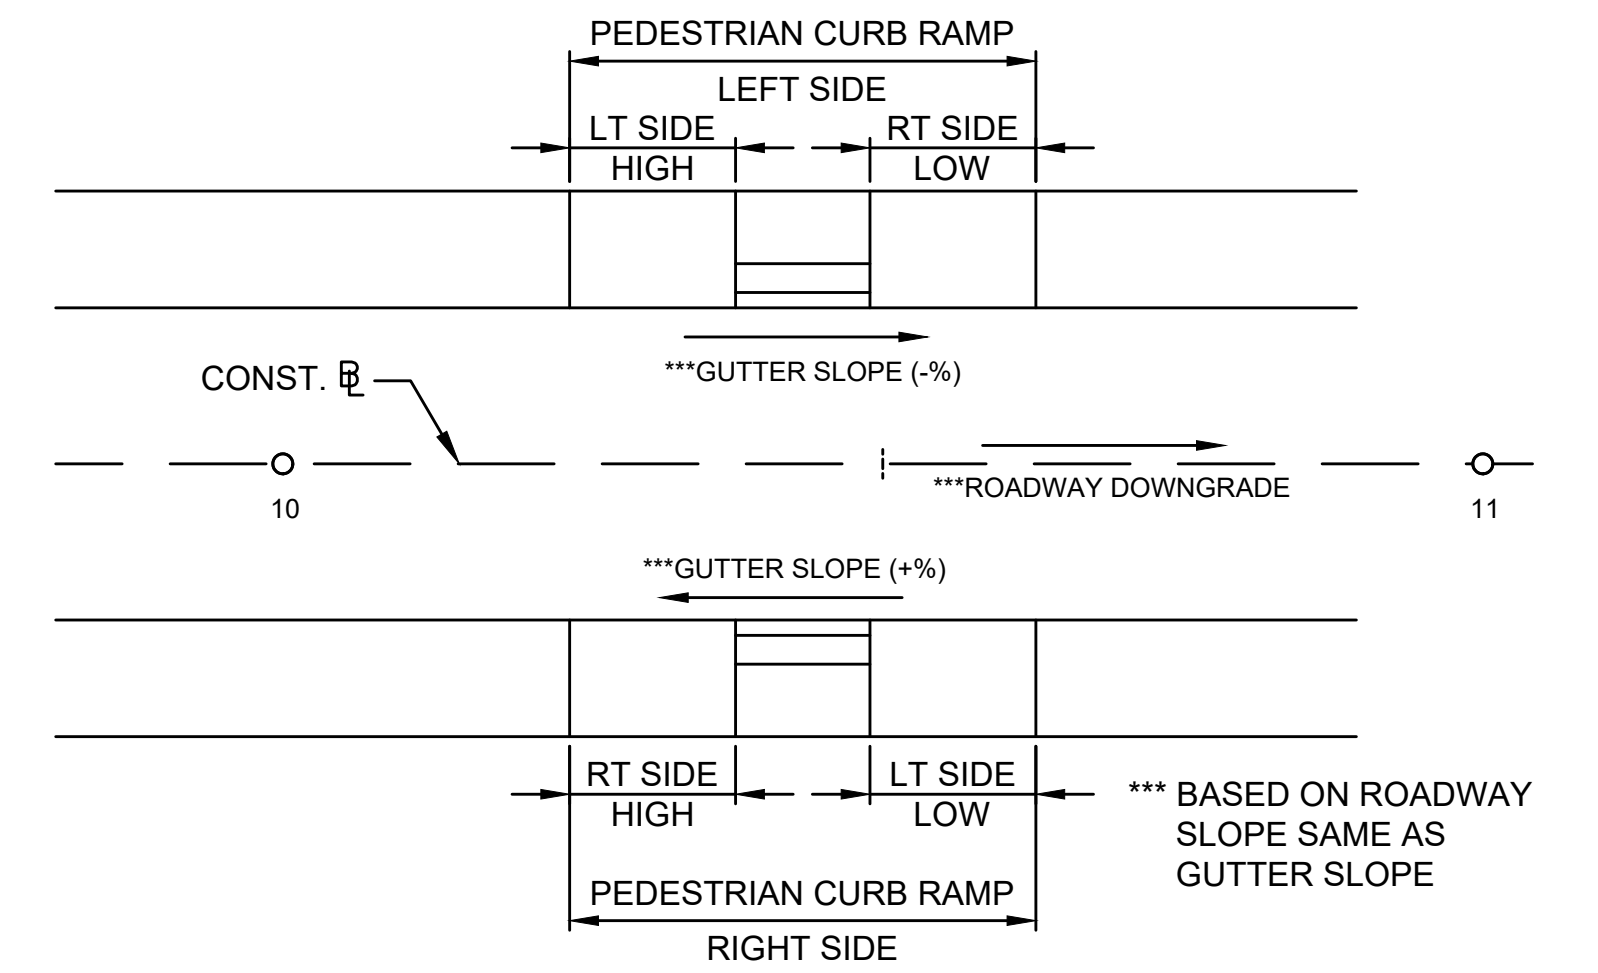 PEDESTRIAN CURB RAMP
LEFT SIDE
LT SIDE
HIGH
RT SIDE
LOW
***GUTTER SLOPE (-%)
CONST. BL
***ROADWAY DOWNGRADE
10
11
***GUTTER SLOPE (+%)
RT SIDE
HIGH
LT SIDE
LOW
*** BASED ON ROADWAY
SLOPE SAME AS
GUTTER SLOPE
PEDESTRIAN CURB RAMP
RIGHT SIDE